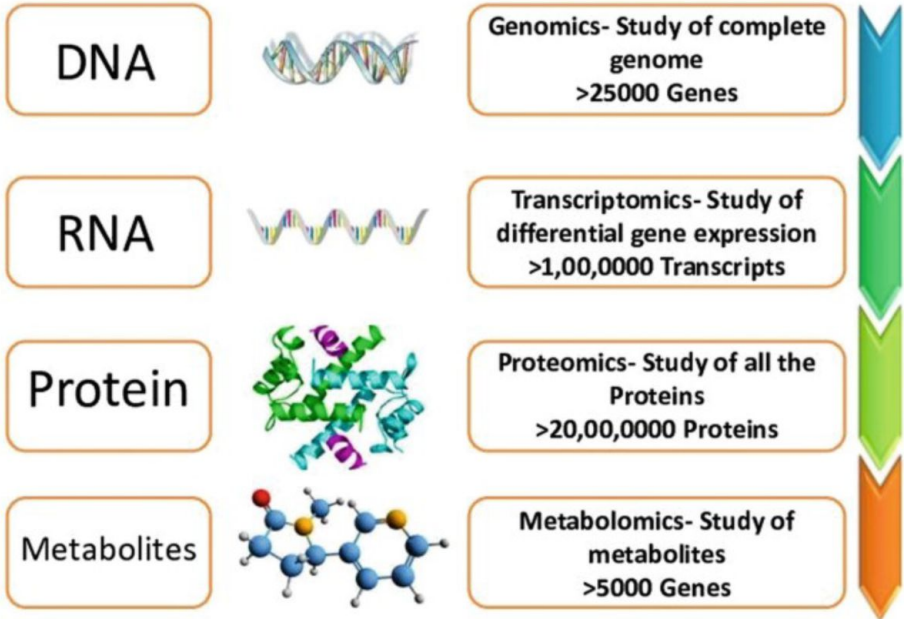 DNA
Genomics- Study of complete
genome
>25000 Genes
RNA
Transcriptomics- Study of
differential gene expression
>1,00,0000 Transcripts
Protein
Proteomics- Study of all the
Proteins
>20,00,0000 Proteins
Metabolites
Metabolomics- Study of
metabolites
>5000 Genes